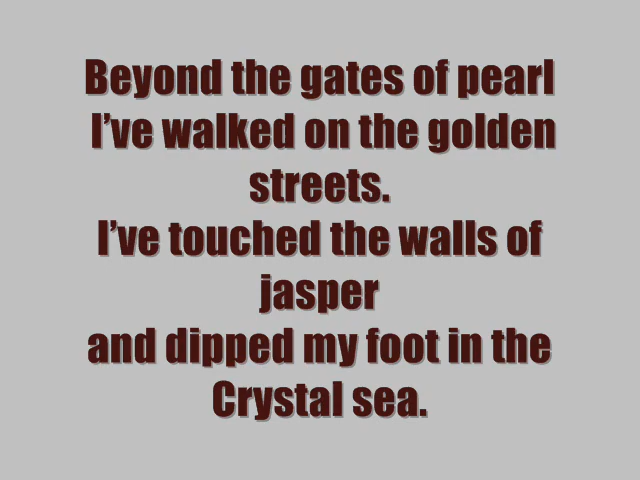 Beyond the gates of pearl
I’ve walked on the golden
streets.
I’ve touched the walls of
jasper
and dipped my foot in the
Crystal sea.